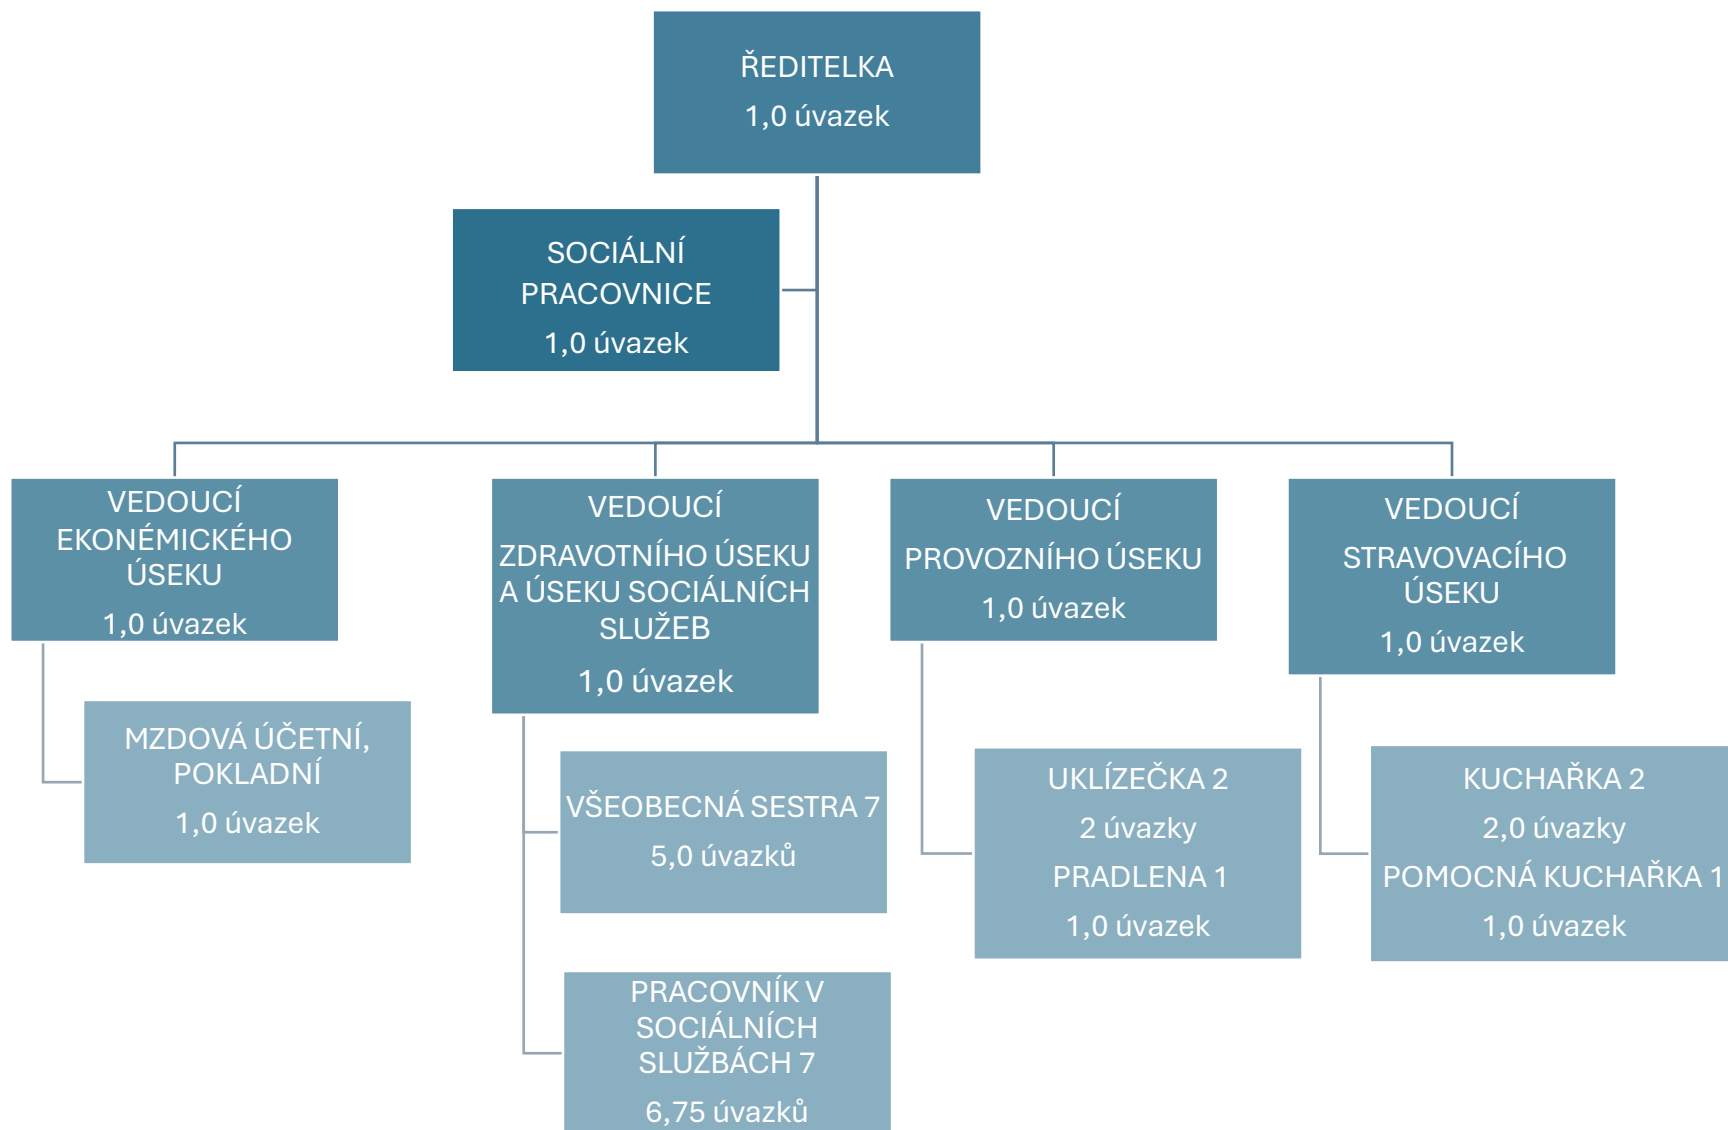 ŘEDITELKA
1,0 úvazek
SOCIÁLNÍ
PRACOVNICE
1,0 úvazek
VEDOUCÍ
EKONÉMICKÉHO
ÚSEKU
1,0 úvazek
MZDOVÁ ÚČETNÍ,
POKLADNÍ
1,0 úvazek
VEDOUCÍ
ZDRAVOTNÍHO ÚSEKU
A ÚSEKU SOCIÁLNÍCH
SLUŽEB
1,0 úvazek
VŠEOBECNÁ SESTRA 7
5,0 úvazků
PRACOVNÍK V
SOCIÁLNÍCH
SLUŽBÁCH 7
6,75 úvazků
VEDOUCÍ
PROVOZNÍHO ÚSEKU
1,0 úvazek
UKLÍZEČKA 2
2 úvazky
PRADLENA 1
1,0 úvazek
VEDOUCÍ
STRAVOVACÍHO
ÚSEKU
1,0 úvazek
KUCHAŘKA 2
2,0 úvazky
POMOCNÁ KUCHAŘKA 1
1,0 úvazek